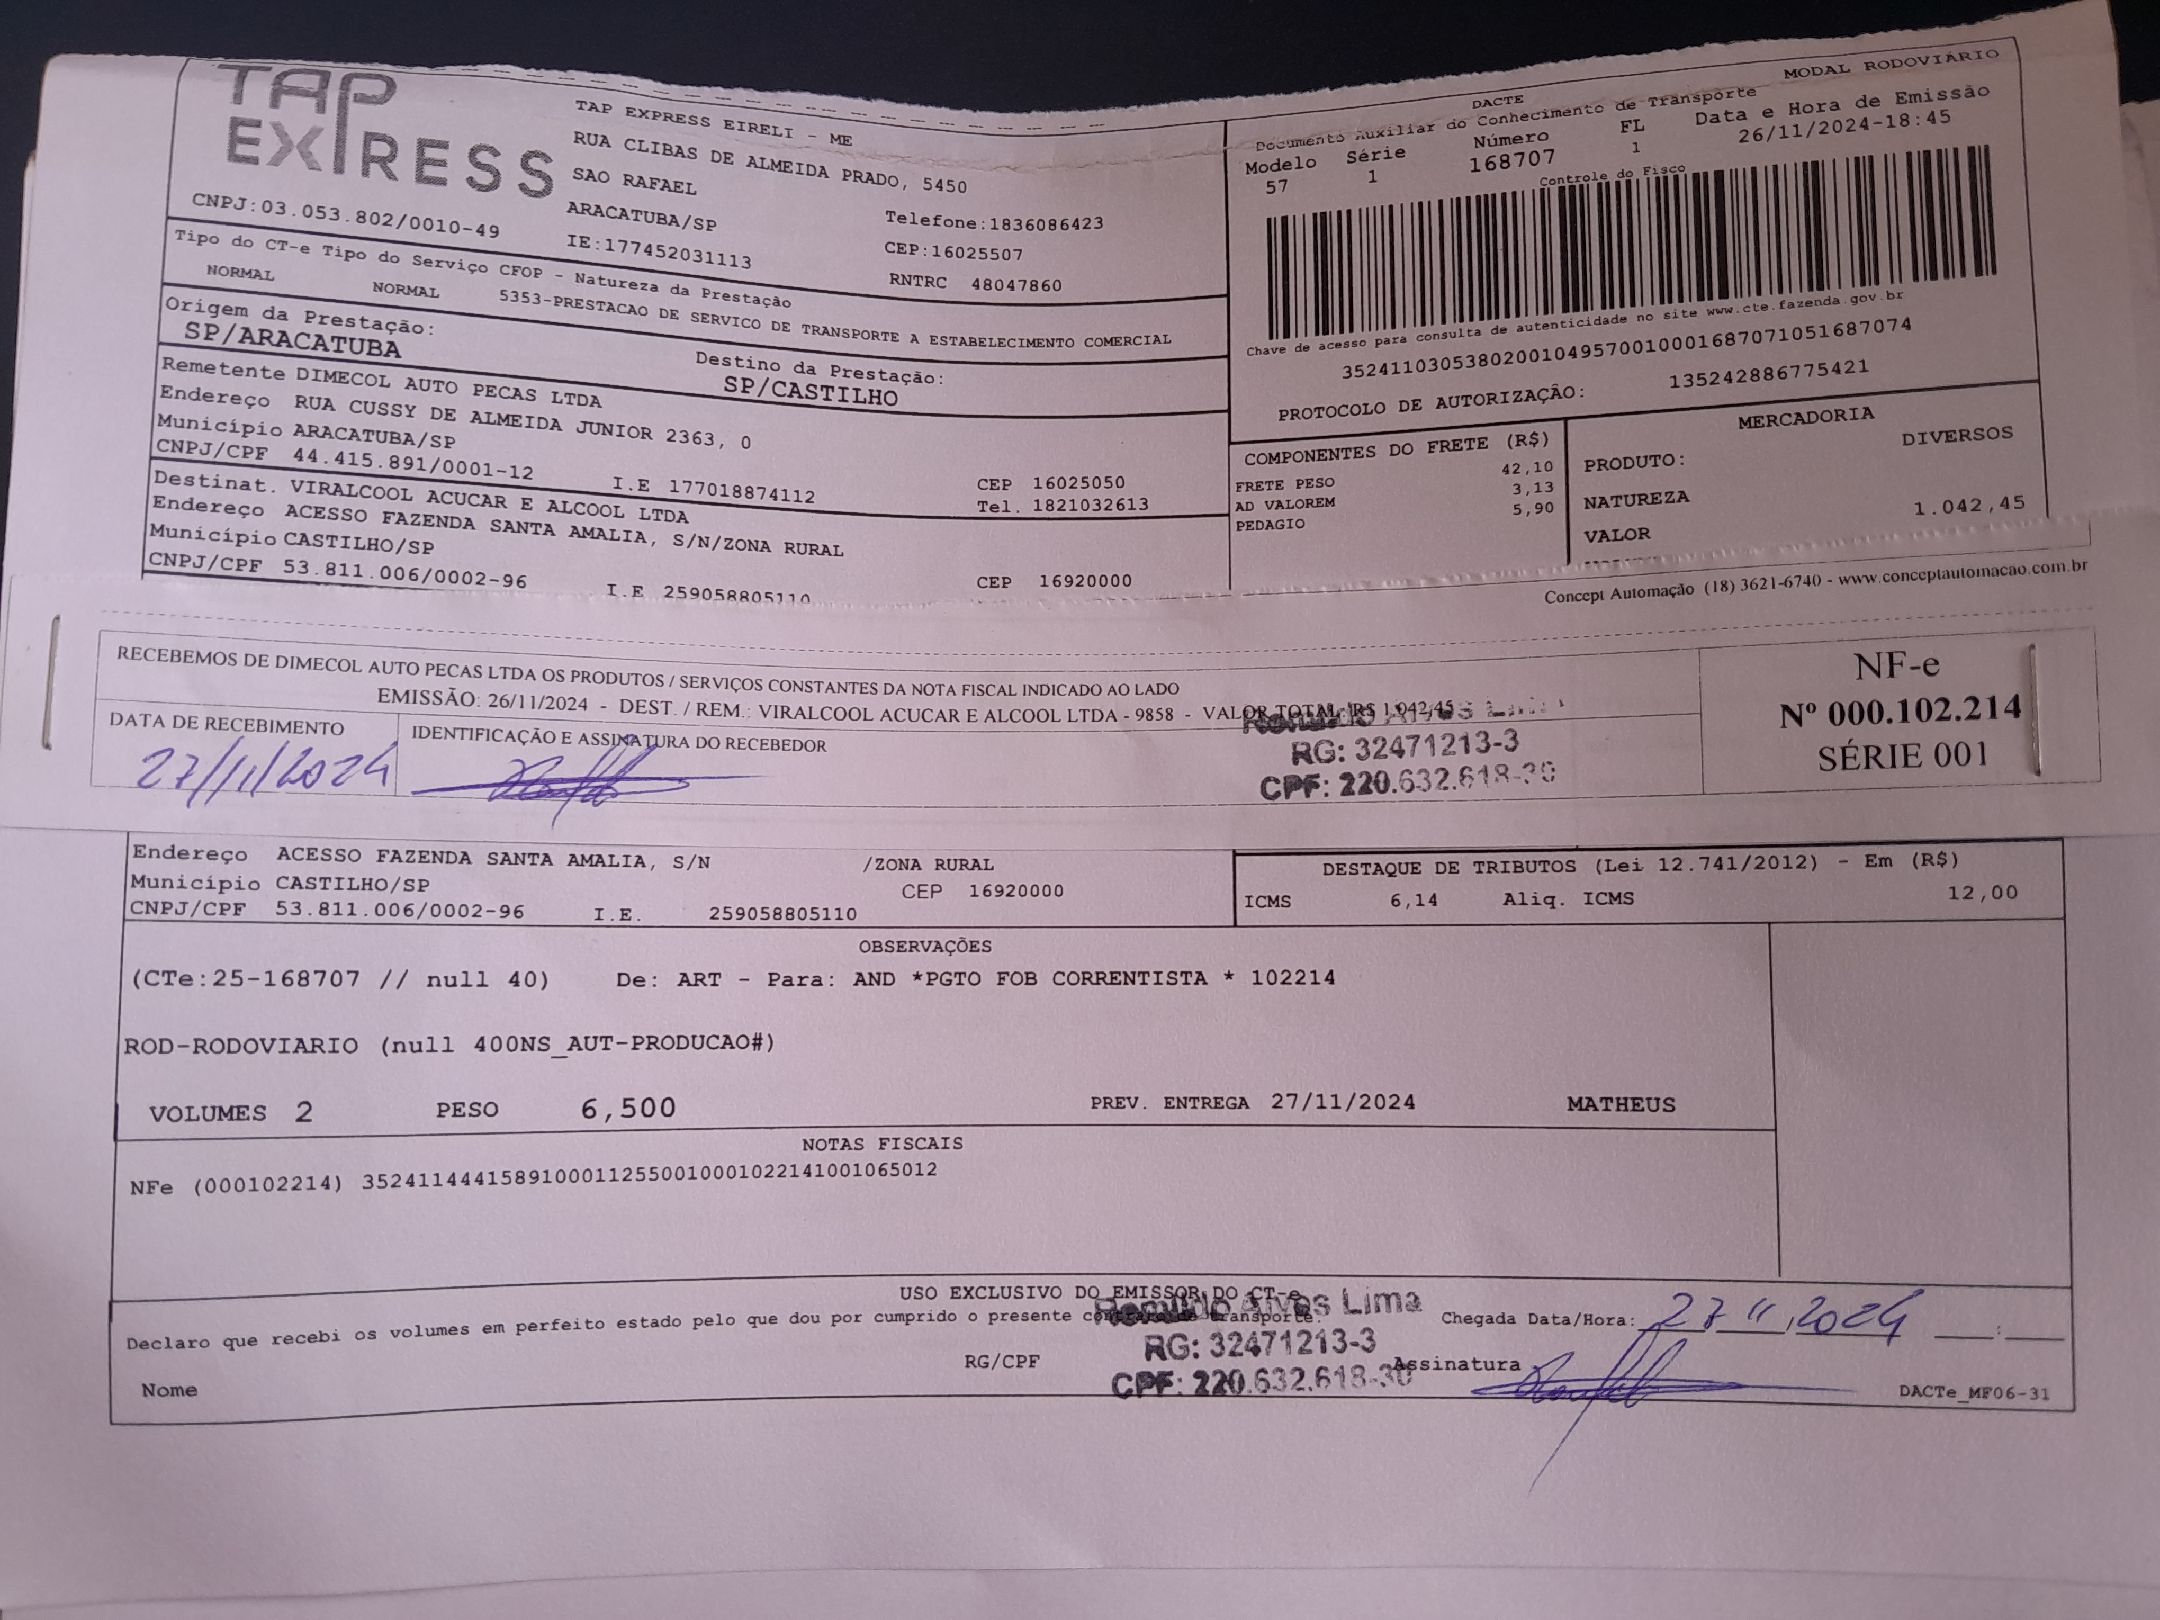 TAP
EXPRESS
TAP EXPRESS EIRELI - ME
RUA CLIBAS DE ALMEIDA PRADO, 5450
SAO RAFAEL
ARACATUBA/SP
Telefone:1836086423
CNPJ:03.053.802/0010-49
IE:177452031113
CEP:16025507
RNTRC 48047860
Tipo do CT-e Tipo do Serviço CFOP - Natureza da Prestação
NORMAL NORMAL 5353-PRESTACAO DE SERVICO DE TRANSPORTE A ESTABELECIMENTO COMERCIAL
Origem da Prestação:
SP/ARACATUBA
Destino da Prestação:
SP/CASTILHO
Remetente DIMECOL AUTO PECAS LTDA
Endereço RUA CUSSY DE ALMEIDA JUNIOR 2363, 0
Município ARACATUBA/SP
CEP 16025050
CNPJ/CPF 44.415.891/0001-12 I.E 177018874112 Tel. 1821032613
Destinat. VIRALCOOL ACUCAR E ALCOOL LTDA
Endereço ACESSO FAZENDA SANTA AMALIA, S/N/ZONA RURAL
Município CASTILHO/SP
CEP 16920000
CNPJ/CPF 53.811.006/0002-96 I.E 259058805110
MODAL RODOVIÁRIO
DACTE
Documento Auxiliar do Conhecimento de Transporte
Modelo Série Número FL Data e Hora de Emissão
57 1 168707 1 26/11/2024-18:45
Controle do Fisco
Chave de acesso para consulta de autenticidade no site www.cte.fazenda.gov.br
35241103053802001049570010001687071051687074
PROTOCOLO DE AUTORIZAÇÃO: 135242886775421
COMPONENTES DO FRETE (R$)
FRETE PESO 42,10
AD VALOREM 3,13
PEDAGIO 5,90
MERCADORIA
PRODUTO: DIVERSOS
NATUREZA
VALOR 1.042,45
Concept Automação (18) 3621-6740 - www.conceptautomacao.com.br
RECEBEMOS DE DIMECOL AUTO PECAS LTDA OS PRODUTOS / SERVIÇOS CONSTANTES DA NOTA FISCAL INDICADO AO LADO
EMISSÃO: 26/11/2024 - DEST. / REM.: VIRALCOOL ACUCAR E ALCOOL LTDA - 9858 - VALOR TOTAL: R$ 1.042,45
DATA DE RECEBIMENTO
27/11/2024
IDENTIFICAÇÃO E ASSINATURA DO RECEBEDOR
RG: 32471213-3
CPF: 220.632.618-30
NF-e
Nº 000.102.214
SÉRIE 001
Endereço ACESSO FAZENDA SANTA AMALIA, S/N /ZONA RURAL
Município CASTILHO/SP CEP 16920000
CNPJ/CPF 53.811.006/0002-96 I.E. 259058805110
DESTAQUE DE TRIBUTOS (Lei 12.741/2012) - Em (R$)
ICMS 6,14 Aliq. ICMS 12,00
OBSERVAÇÕES
(CTe:25-168707 // null 40) De: ART - Para: AND *PGTO FOB CORRENTISTA * 102214
ROD-RODOVIARIO (null 400NS_AUT-PRODUCAO#)
VOLUMES 2 PESO 6,500 PREV. ENTREGA 27/11/2024 MATHEUS
NOTAS FISCAIS
NFe (000102214) 35241144415891000112550010001022141001065012
USO EXCLUSIVO DO EMISSOR DO CT-e
Declaro que recebi os volumes em perfeito estado pelo que dou por cumprido o presente contrato de transporte.
Romildo Alves Lima
RG: 32471213-3
CPF: 220.632.618-30
Chegada Data/Hora: 27 11 2024 :
Nome RG/CPF Assinatura
DACTe_MF06-31